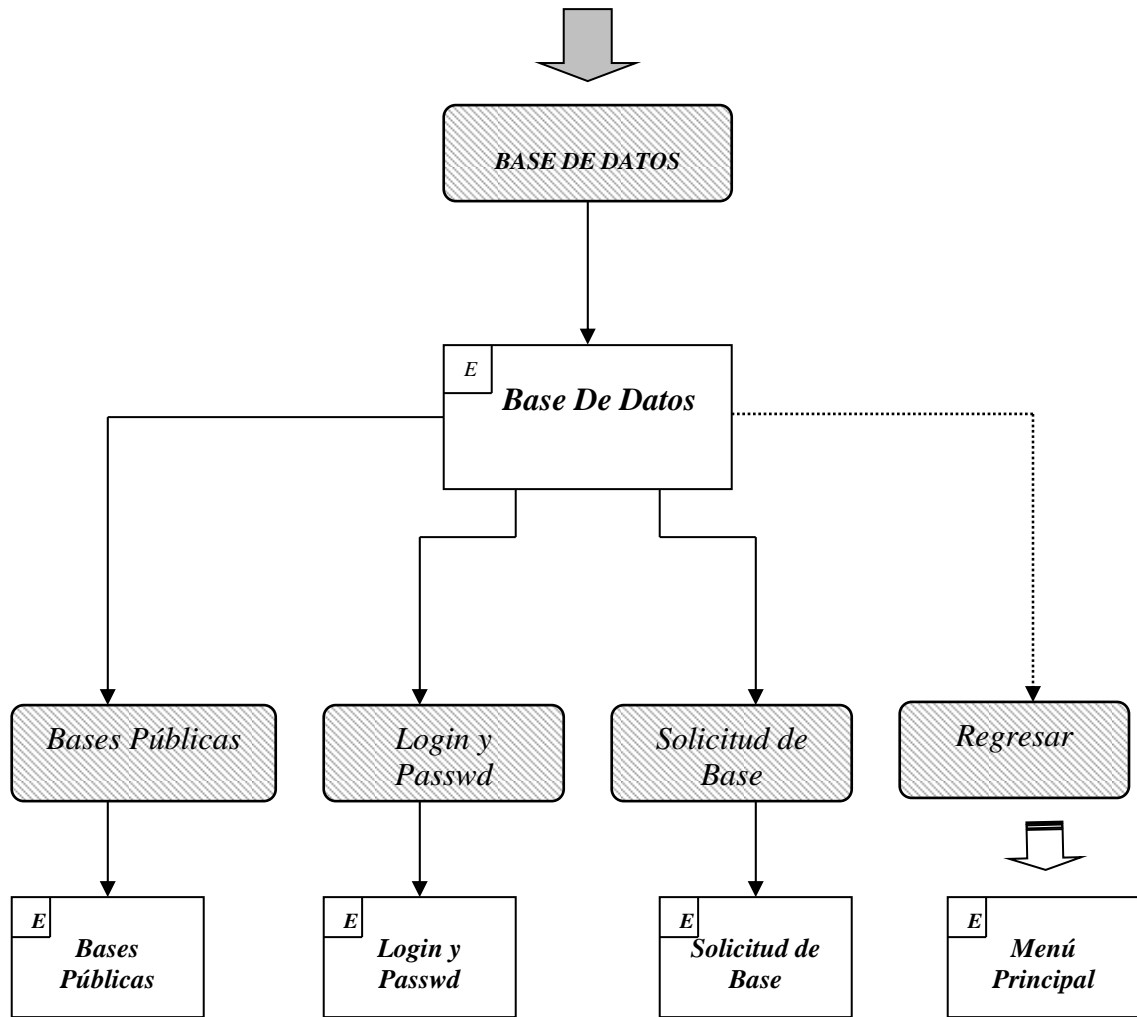 BASE DE DATOS
E
Base De Datos
Bases Públicas
Login y
Passwd
Solicitud de
Base
Regresar
E
Bases
Públicas
E
Login y
Passwd
E
Solicitud de
Base
E
Menú
Principal